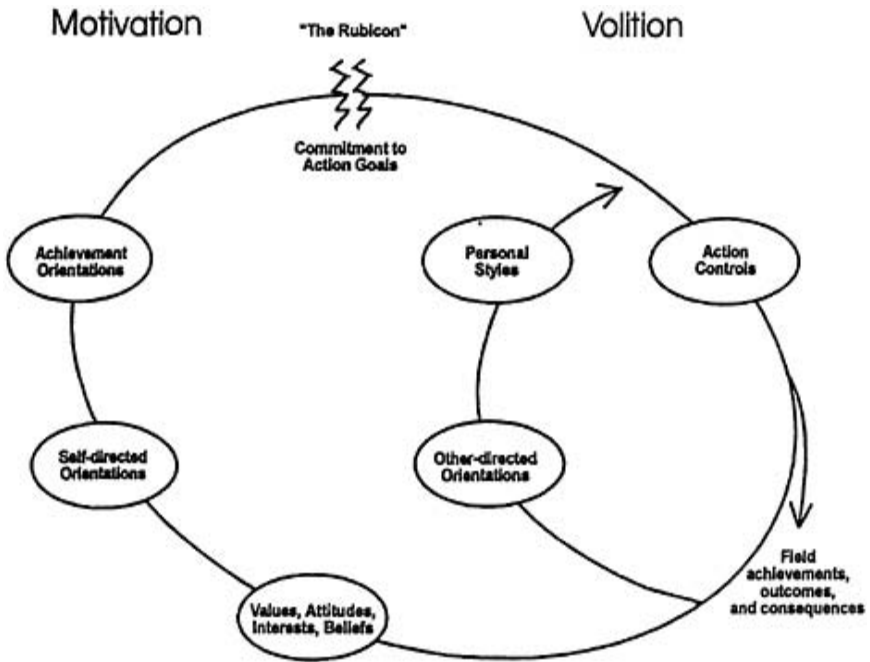 Motivation
"The Rubicon"
Volition
Commitment to
Action Goals
Achievement
Orientations
Personal
Styles
Action
Controls
Self-directed
Orientations
Other-directed
Orientations
Field
achievements,
outcomes,
and consequences
Values, Attitudes,
Interests, Beliefs